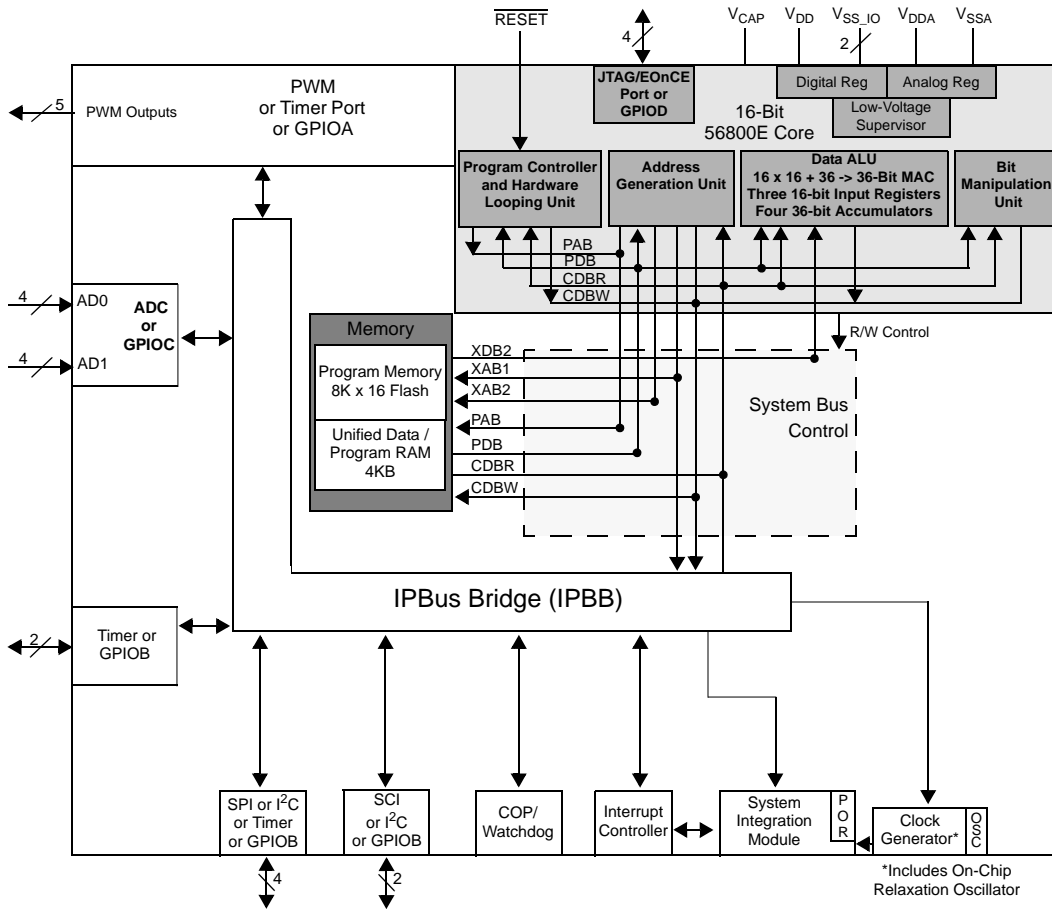 RESET
4
VCAP
VDD
VSS_IO
2
VDDA
VSSA
5
PWM Outputs
PWM
or Timer Port
or GPIOA
JTAG/EOnCE
Port or
GPIOD
Digital Reg
Analog Reg
16-Bit
56800E Core
Low-Voltage
Supervisor
Program Controller
and Hardware
Looping Unit
Address
Generation Unit
Data ALU
16 x 16 + 36 -> 36-Bit MAC
Three 16-bit Input Registers
Four 36-bit Accumulators
Bit
Manipulation
Unit
PAB
PDB
CDBR
CDBW
4
AD0
ADC
or
GPIOC
4
AD1
Memory
Program Memory
8K x 16 Flash
Unified Data /
Program RAM
4KB
R/W Control
XDB2
XAB1
XAB2
PAB
PDB
CDBR
CDBW
System Bus
Control
IPBus Bridge (IPBB)
2
Timer or
GPIOB
SPI or I2C
or Timer
or GPIOB
4
SCI
or I2C
or GPIOB
2
COP/
Watchdog
Interrupt
Controller
System
Integration
Module
POR
Clock
Generator*
OSC
*Includes On-Chip
Relaxation Oscillator